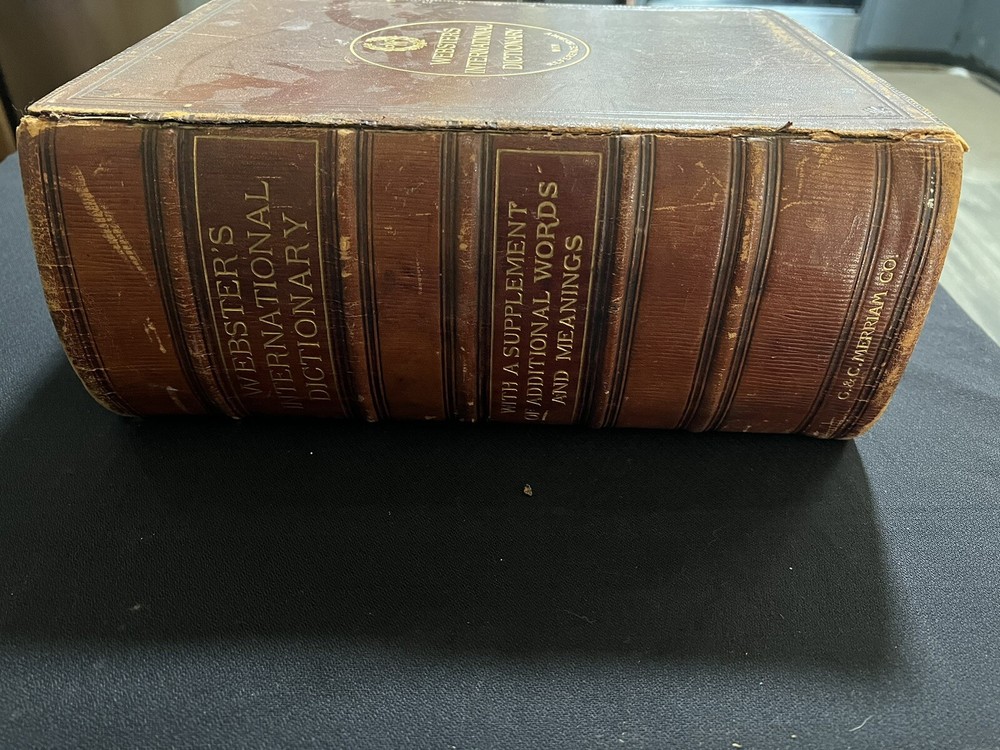 WEBSTER'S
INTERNATIONAL
DICTIONARY
WEBSTER'S
INTERNATIONAL
DICTIONARY
WITH A SUPPLEMENT
OF ADDITIONAL WORDS
AND MEANINGS
G. & C. MERRIAM CO.